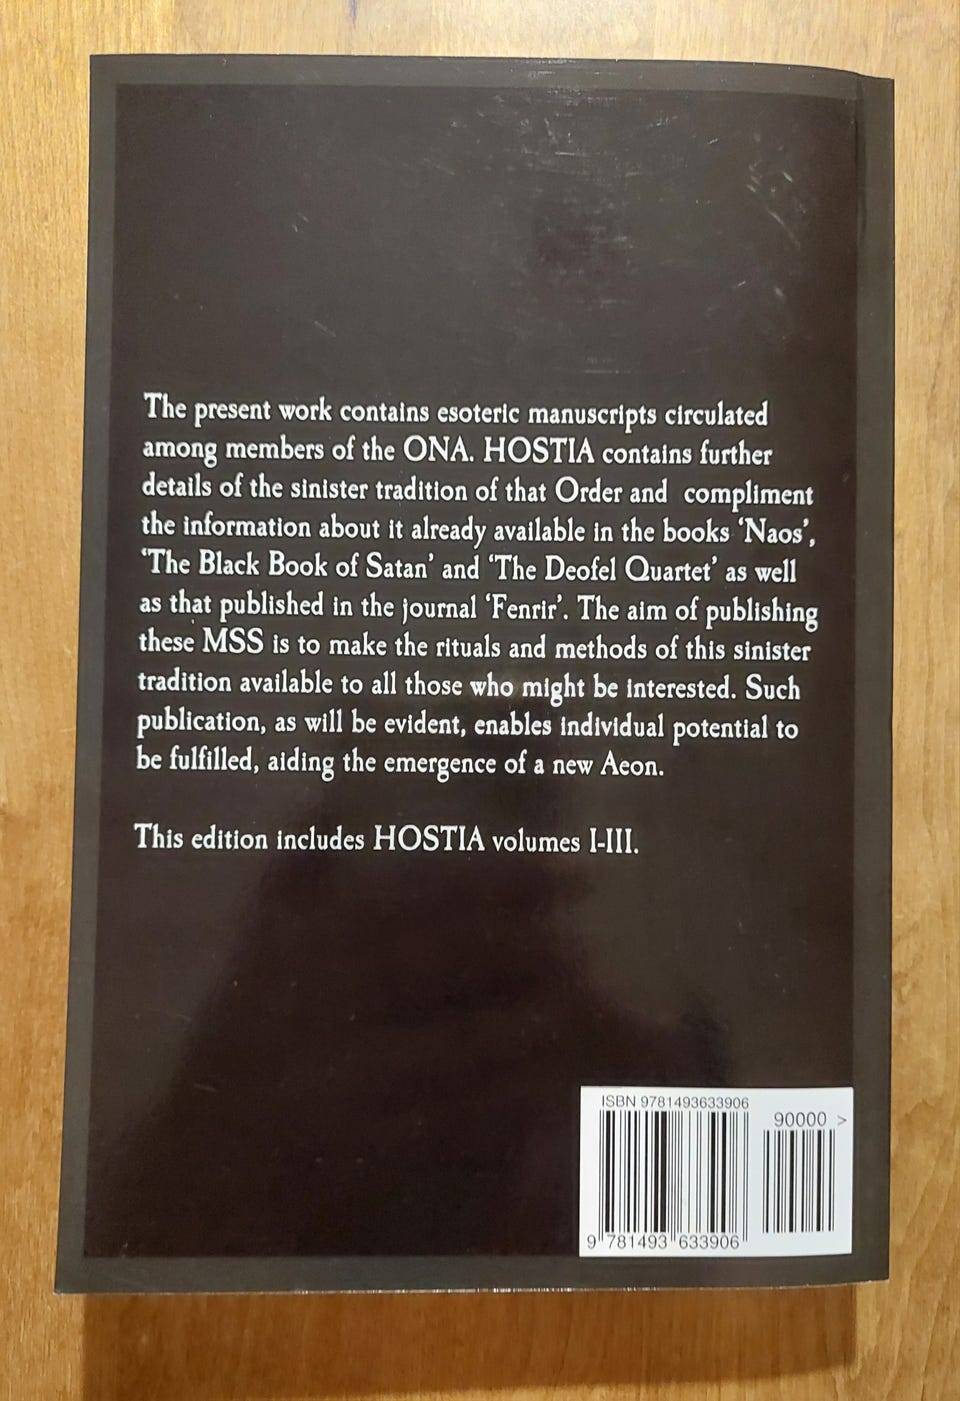 The present work contains esoteric manuscripts circulated
among members of the ONA. HOSTIA contains further
details of the sinister tradition of that Order and compliment
the information about it already available in the books ‘Naos’,
‘The Black Book of Satan’ and ‘The Deofel Quartet’ as well
as that published in the journal ‘Fenrir’. The aim of publishing
these MSS is to make the rituals and methods of this sinister
tradition available to all those who might be interested. Such
publication, as will be evident, enables individual potential to
be fulfilled, aiding the emergence of a new Aeon.
This edition includes HOSTIA volumes I-III.
ISBN 9781493633906
90000 >
9 781493 633906